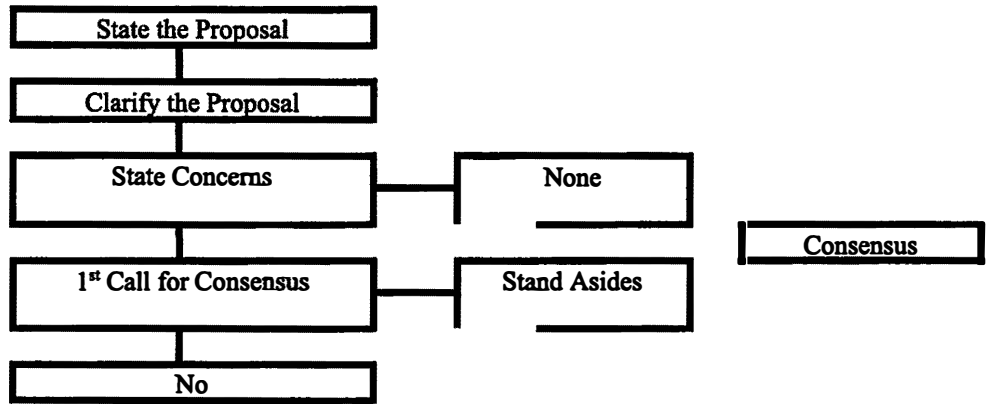 State the Proposal
Clarify the Proposal
State Concerns
None
Consensus
1st Call for Consensus
Stand Asides
No